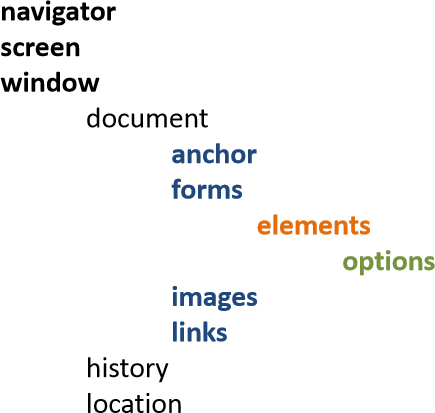 navigator
screen
window
document
anchor
forms
elements
options
images
links
history
location